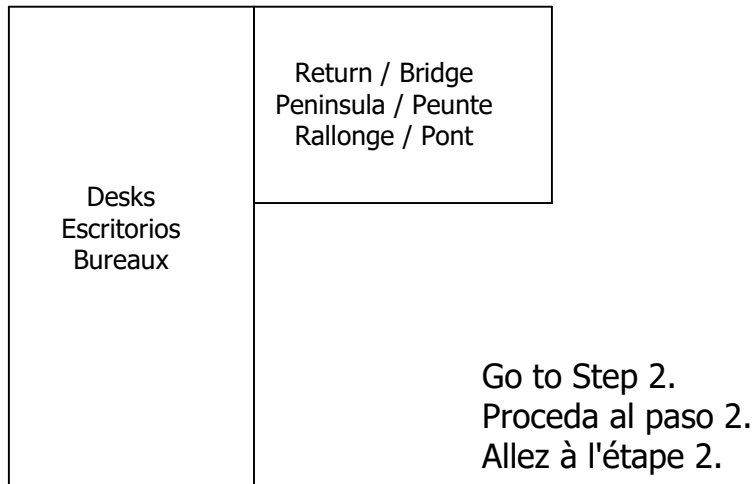 Return / Bridge
Peninsula / Peunte
Rallonge / Pont
Desks
Escritorios
Bureaux
Go to Step 2.
Proceda al paso 2.
Allez à l'étape 2.